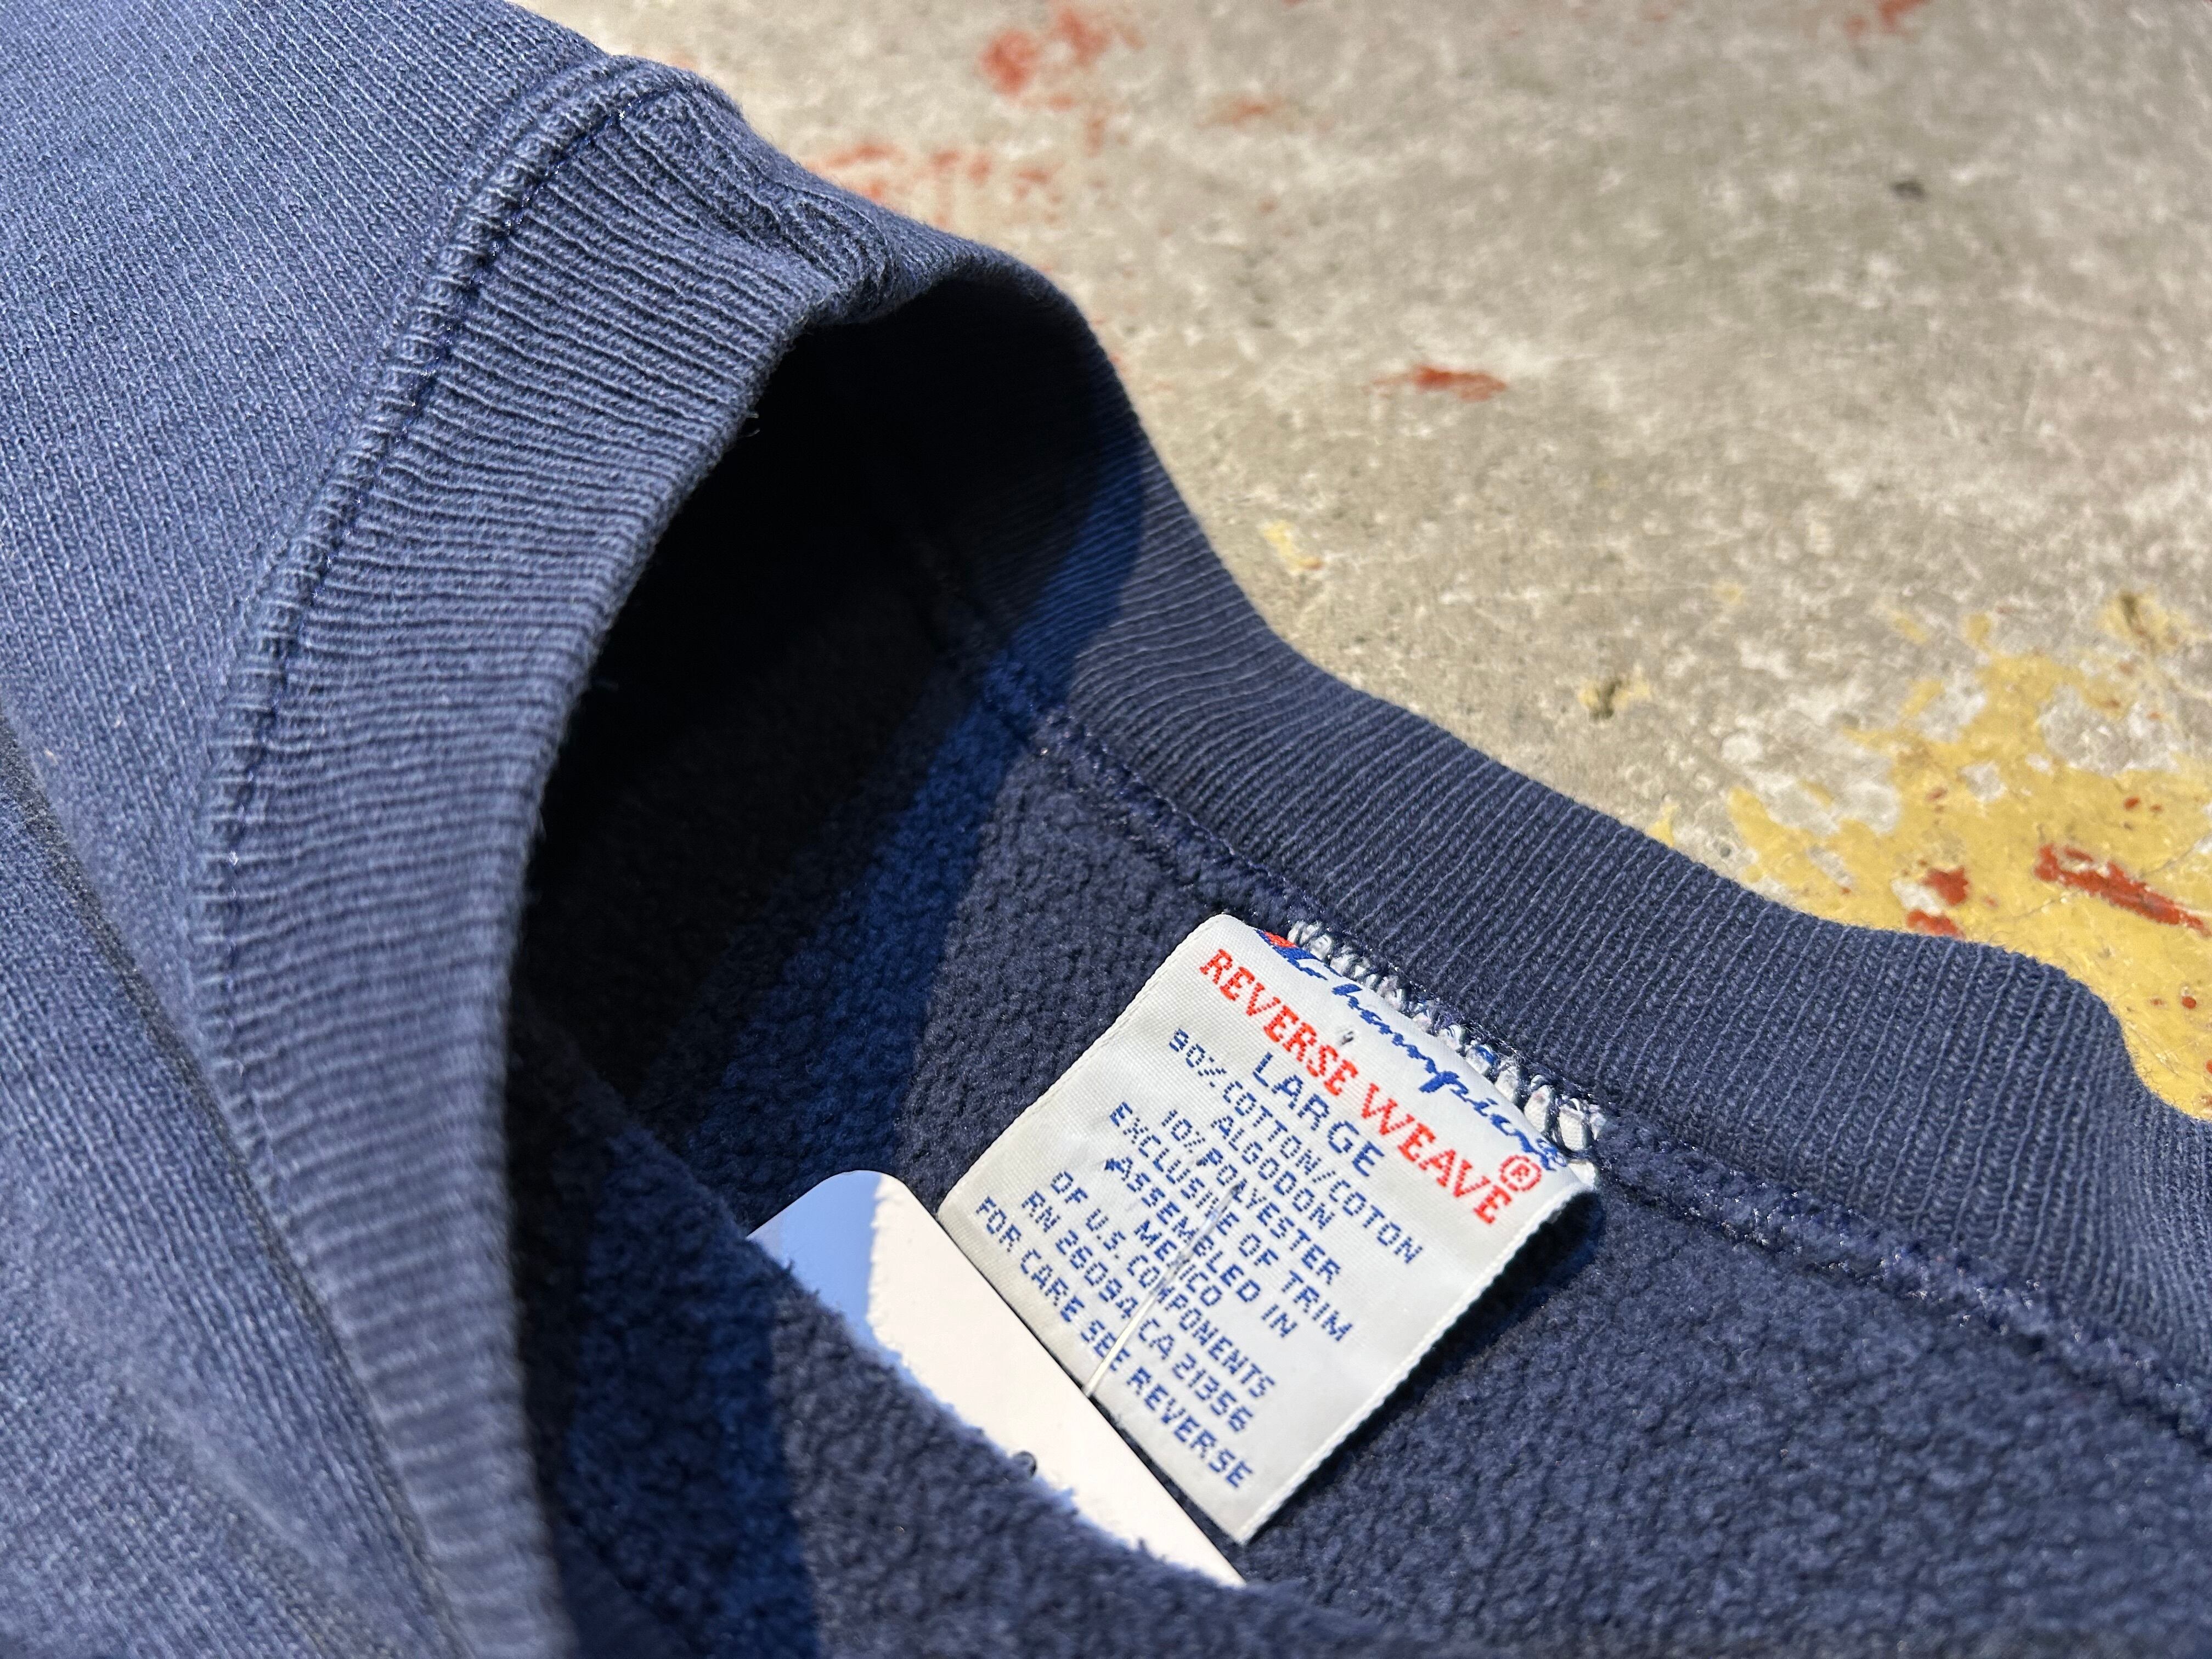 Champion
REVERSE WEAVE®
LARGE
90%COTTON/COTON
ALGODON
10%POLYESTER
EXCLUSIVE OF TRIM
ASSEMBLED IN
MEXICO
OF U.S. COMPONENTS
RN 26094 CA 21356
FOR CARE SEE REVERSE